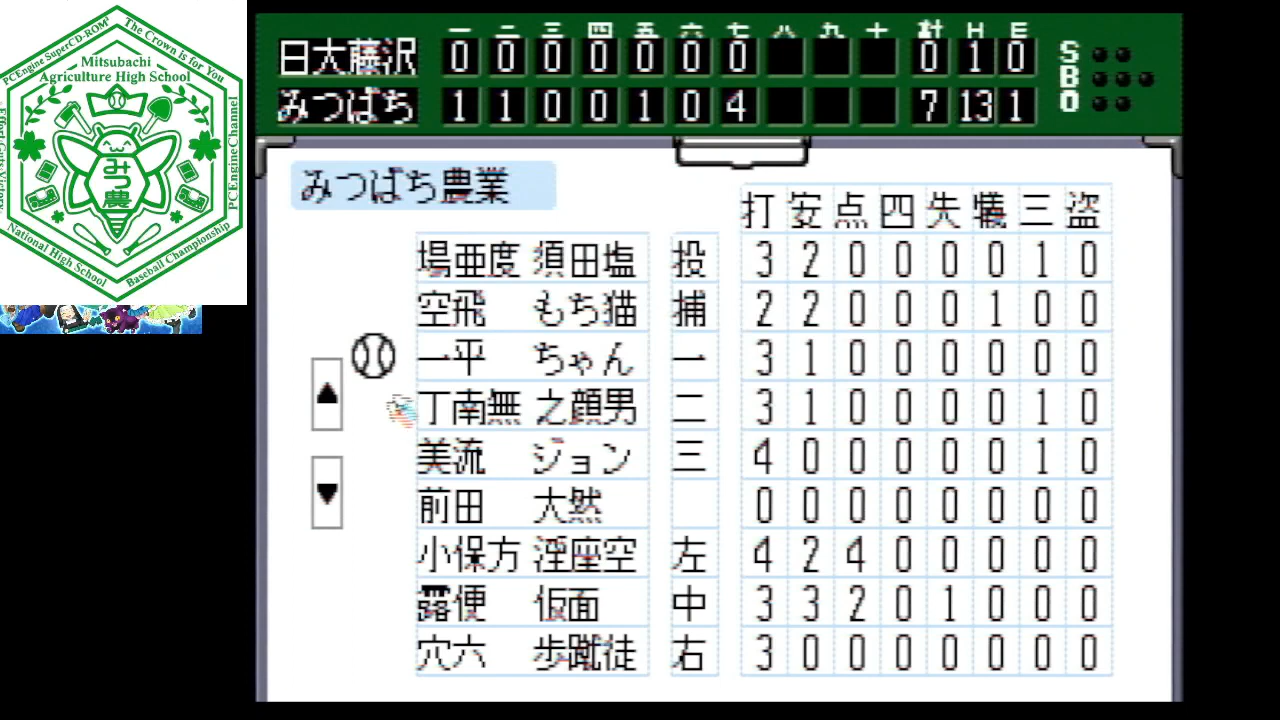 PCEngine SuperCD-ROM² The Crown is for You
Mitsubachi
Agriculture High School
みつ農
Effort・Guts・Victory.
PCEngineChannel
National High School Baseball Championship
一 二 三 四 五 六 七 八 九 十 計 H E
日大藤沢 0 0 0 0 0 0 0 0 1 0
みつばち 1 1 0 0 1 0 4 7 13 1
S
B
O
みつばち農業
打 安 点 四 失 犠 三 盗
場亜度 須田塩 投 3 2 0 0 0 0 1 0
空飛 もち猫 捕 2 2 0 0 0 1 0 0
一平 ちゃん 一 3 1 0 0 0 0 0 0
丁南無 之顔男 二 3 1 0 0 0 0 1 0
美流 ジョン 三 4 0 0 0 0 0 1 0
前田 大然 0 0 0 0 0 0 0 0
小保方 淫座空 左 4 2 4 0 0 0 0 0
露便 仮面 中 3 3 2 0 1 0 0 0
穴六 歩蹴徒 右 3 0 0 0 0 0 0 0